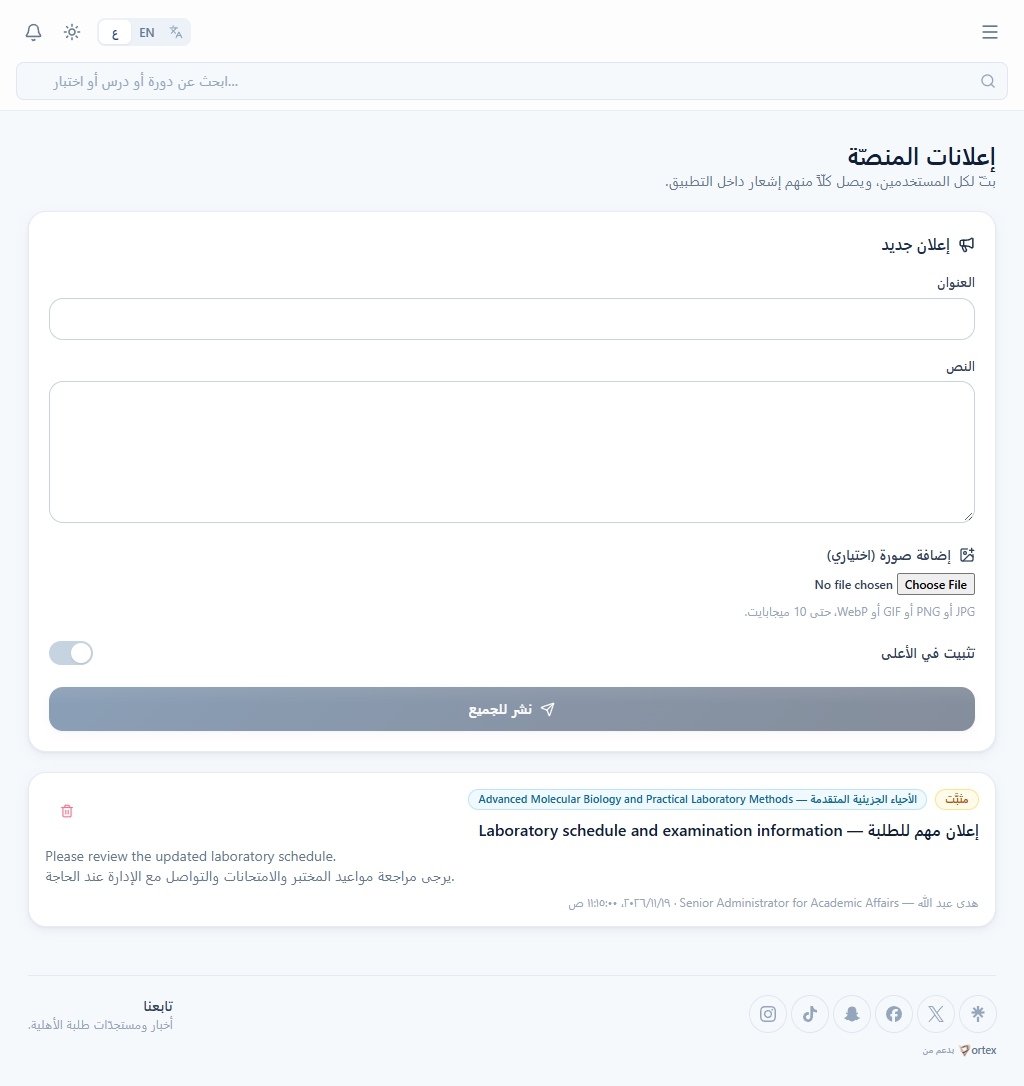 ع EN
ابحث عن دورة أو درس أو اختبار...
إعلانات المنصّة
بثّ لكل المستخدمين، ويصل كلًّا منهم إشعار داخل التطبيق.
إعلان جديد
العنوان
النص
إضافة صورة (اختياري)
Choose File No file chosen
JPG أو PNG أو GIF أو WebP، حتى 10 ميجابايت.
تثبيت في الأعلى
نشر للجميع
مثبَّت
الأحياء الجزيئية المتقدمة — Advanced Molecular Biology and Practical Laboratory Methods
إعلان مهم للطلبة — Laboratory schedule and examination information
Please review the updated laboratory schedule.
يرجى مراجعة مواعيد المختبر والامتحانات والتواصل مع الإدارة عند الحاجة.
هدى عبد الله — Senior Administrator for Academic Affairs · ١٩‏/١١‏/٢٠٢٦، ١١:١٥:٠٠ ص
تابعنا
أخبار ومستجدّات طلبة الأهلية.
بدعم من ortex